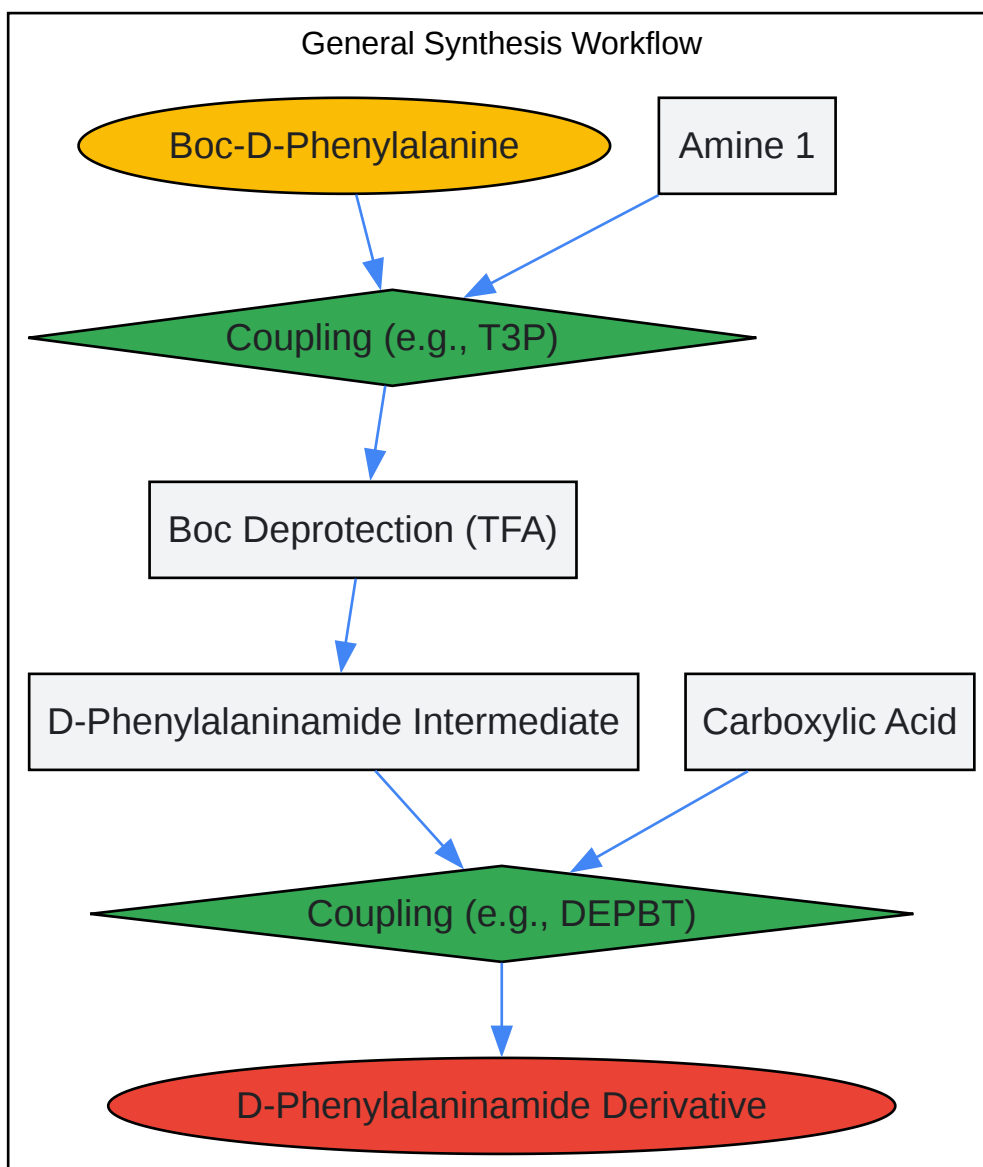 General Synthesis Workflow
Boc-D-Phenylalanine
Amine 1
Coupling (e.g., T3P)
Boc Deprotection (TFA)
D-Phenylalaninamide Intermediate
Carboxylic Acid
Coupling (e.g., DEPBT)
D-Phenylalaninamide Derivative